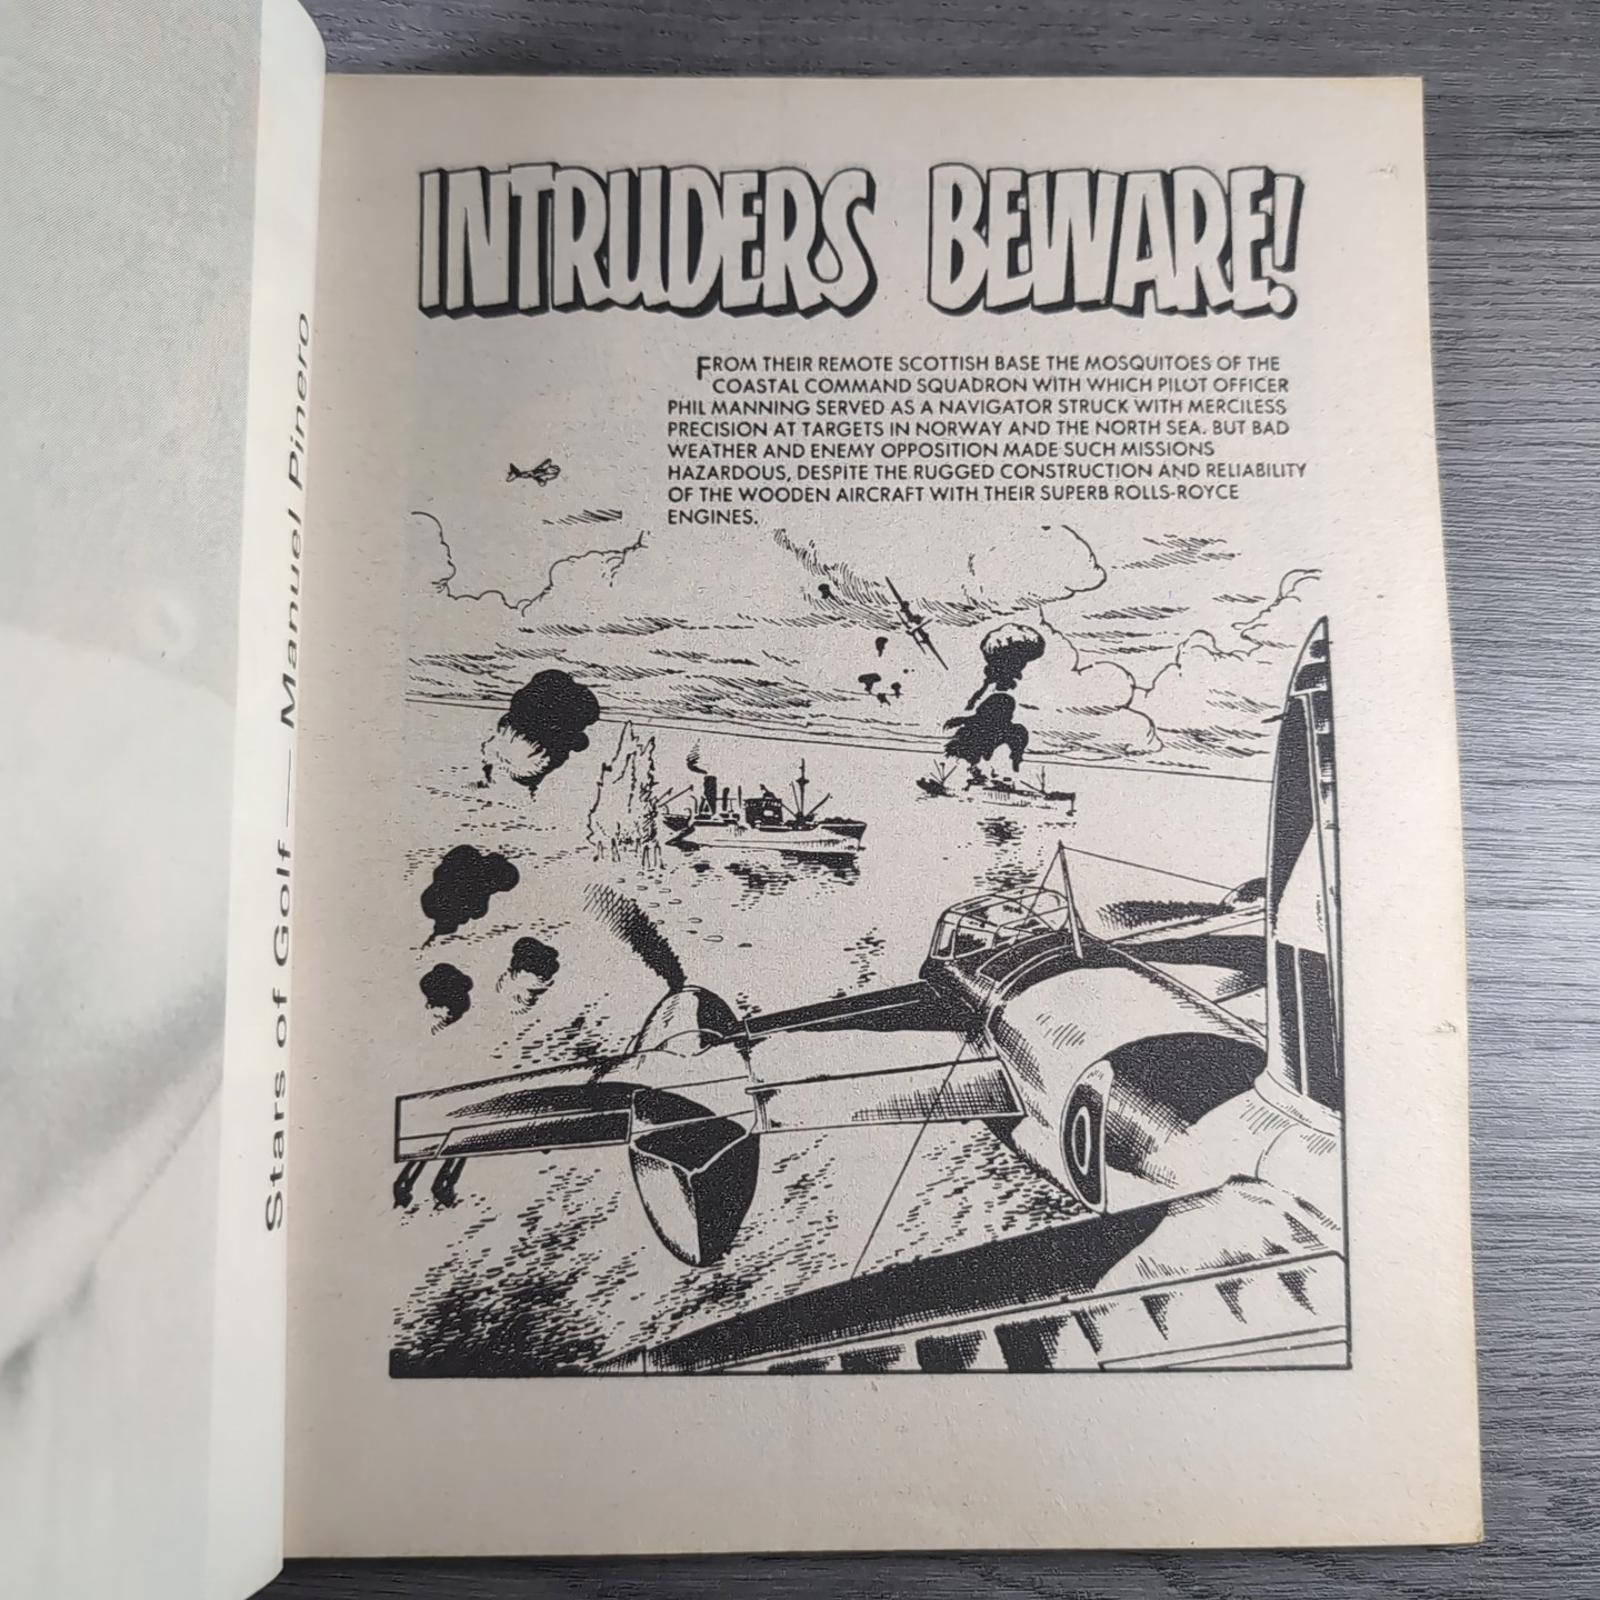 Stars of Golf — Manuel Pinero
INTRUDERS BEWARE!
FROM THEIR REMOTE SCOTTISH BASE THE MOSQUITOES OF THE
COASTAL COMMAND SQUADRON WITH WHICH PILOT OFFICER
PHIL MANNING SERVED AS A NAVIGATOR STRUCK WITH MERCILESS
PRECISION AT TARGETS IN NORWAY AND THE NORTH SEA. BUT BAD
WEATHER AND ENEMY OPPOSITION MADE SUCH MISSIONS
HAZARDOUS, DESPITE THE RUGGED CONSTRUCTION AND RELIABILITY
OF THE WOODEN AIRCRAFT WITH THEIR SUPERB ROLLS-ROYCE
ENGINES.